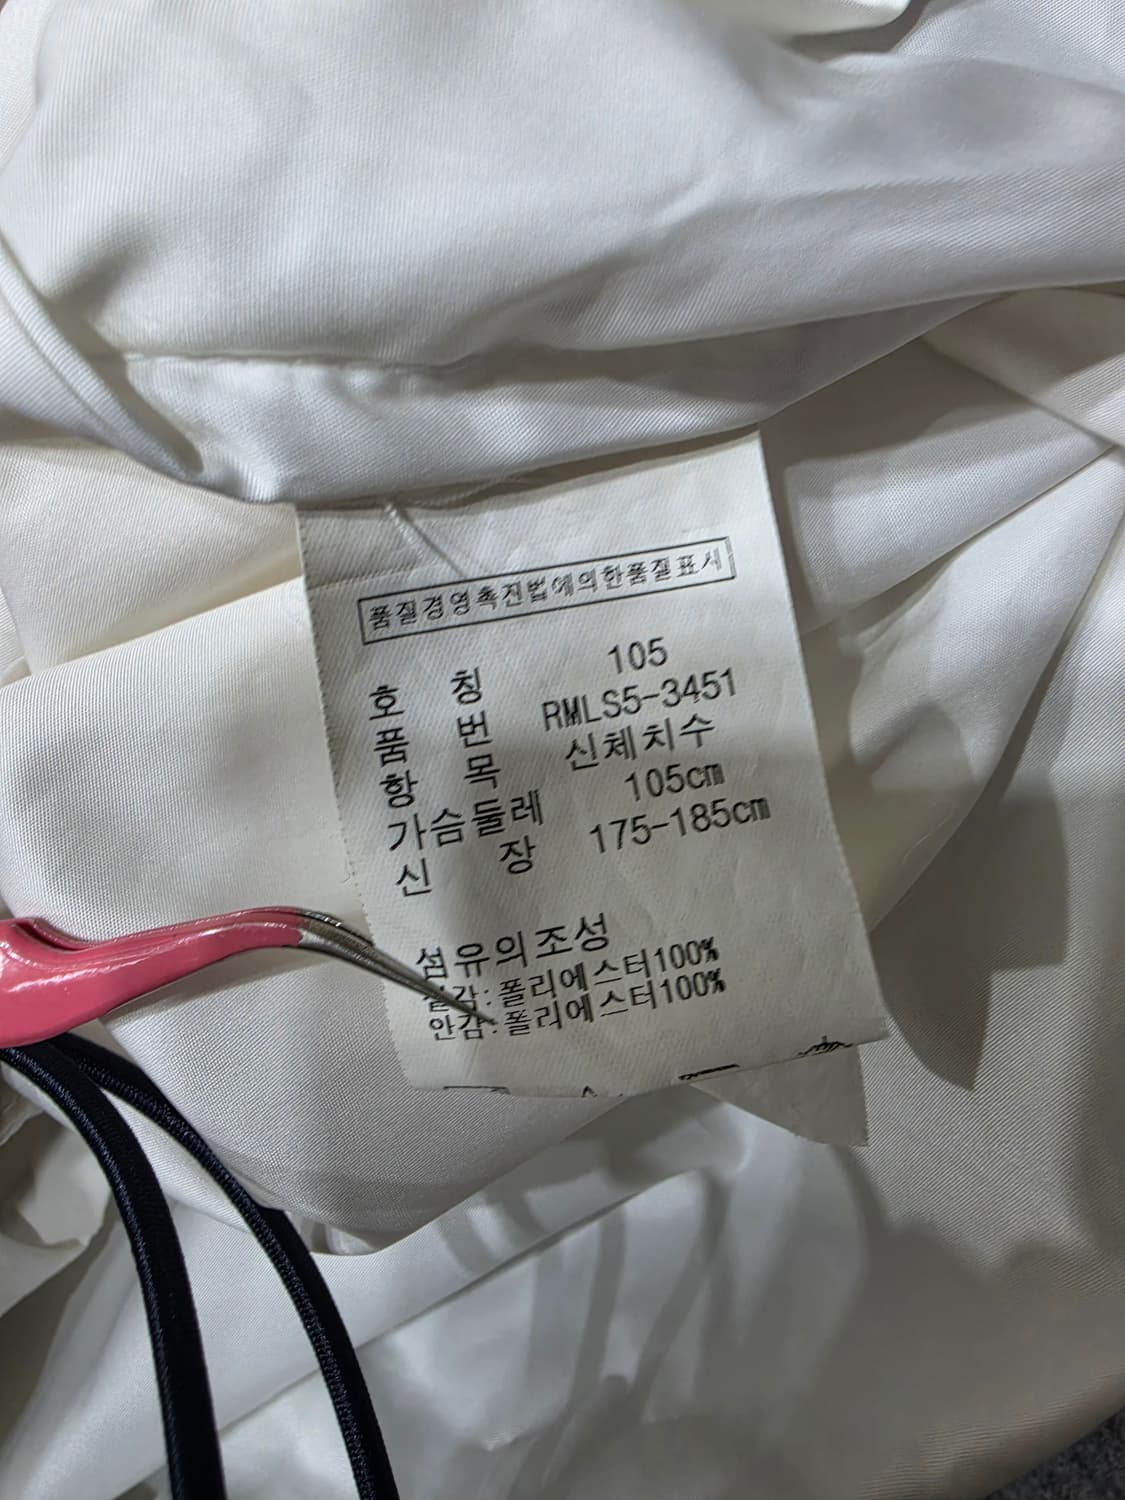 품질경영촉진법에의한품질표시
호 칭 105
품 번 RMLS5-3451
항 목 신체치수
가슴둘레 105cm
신 장 175-185cm
섬유의조성
겉감:폴리에스터100%
안감:폴리에스터100%